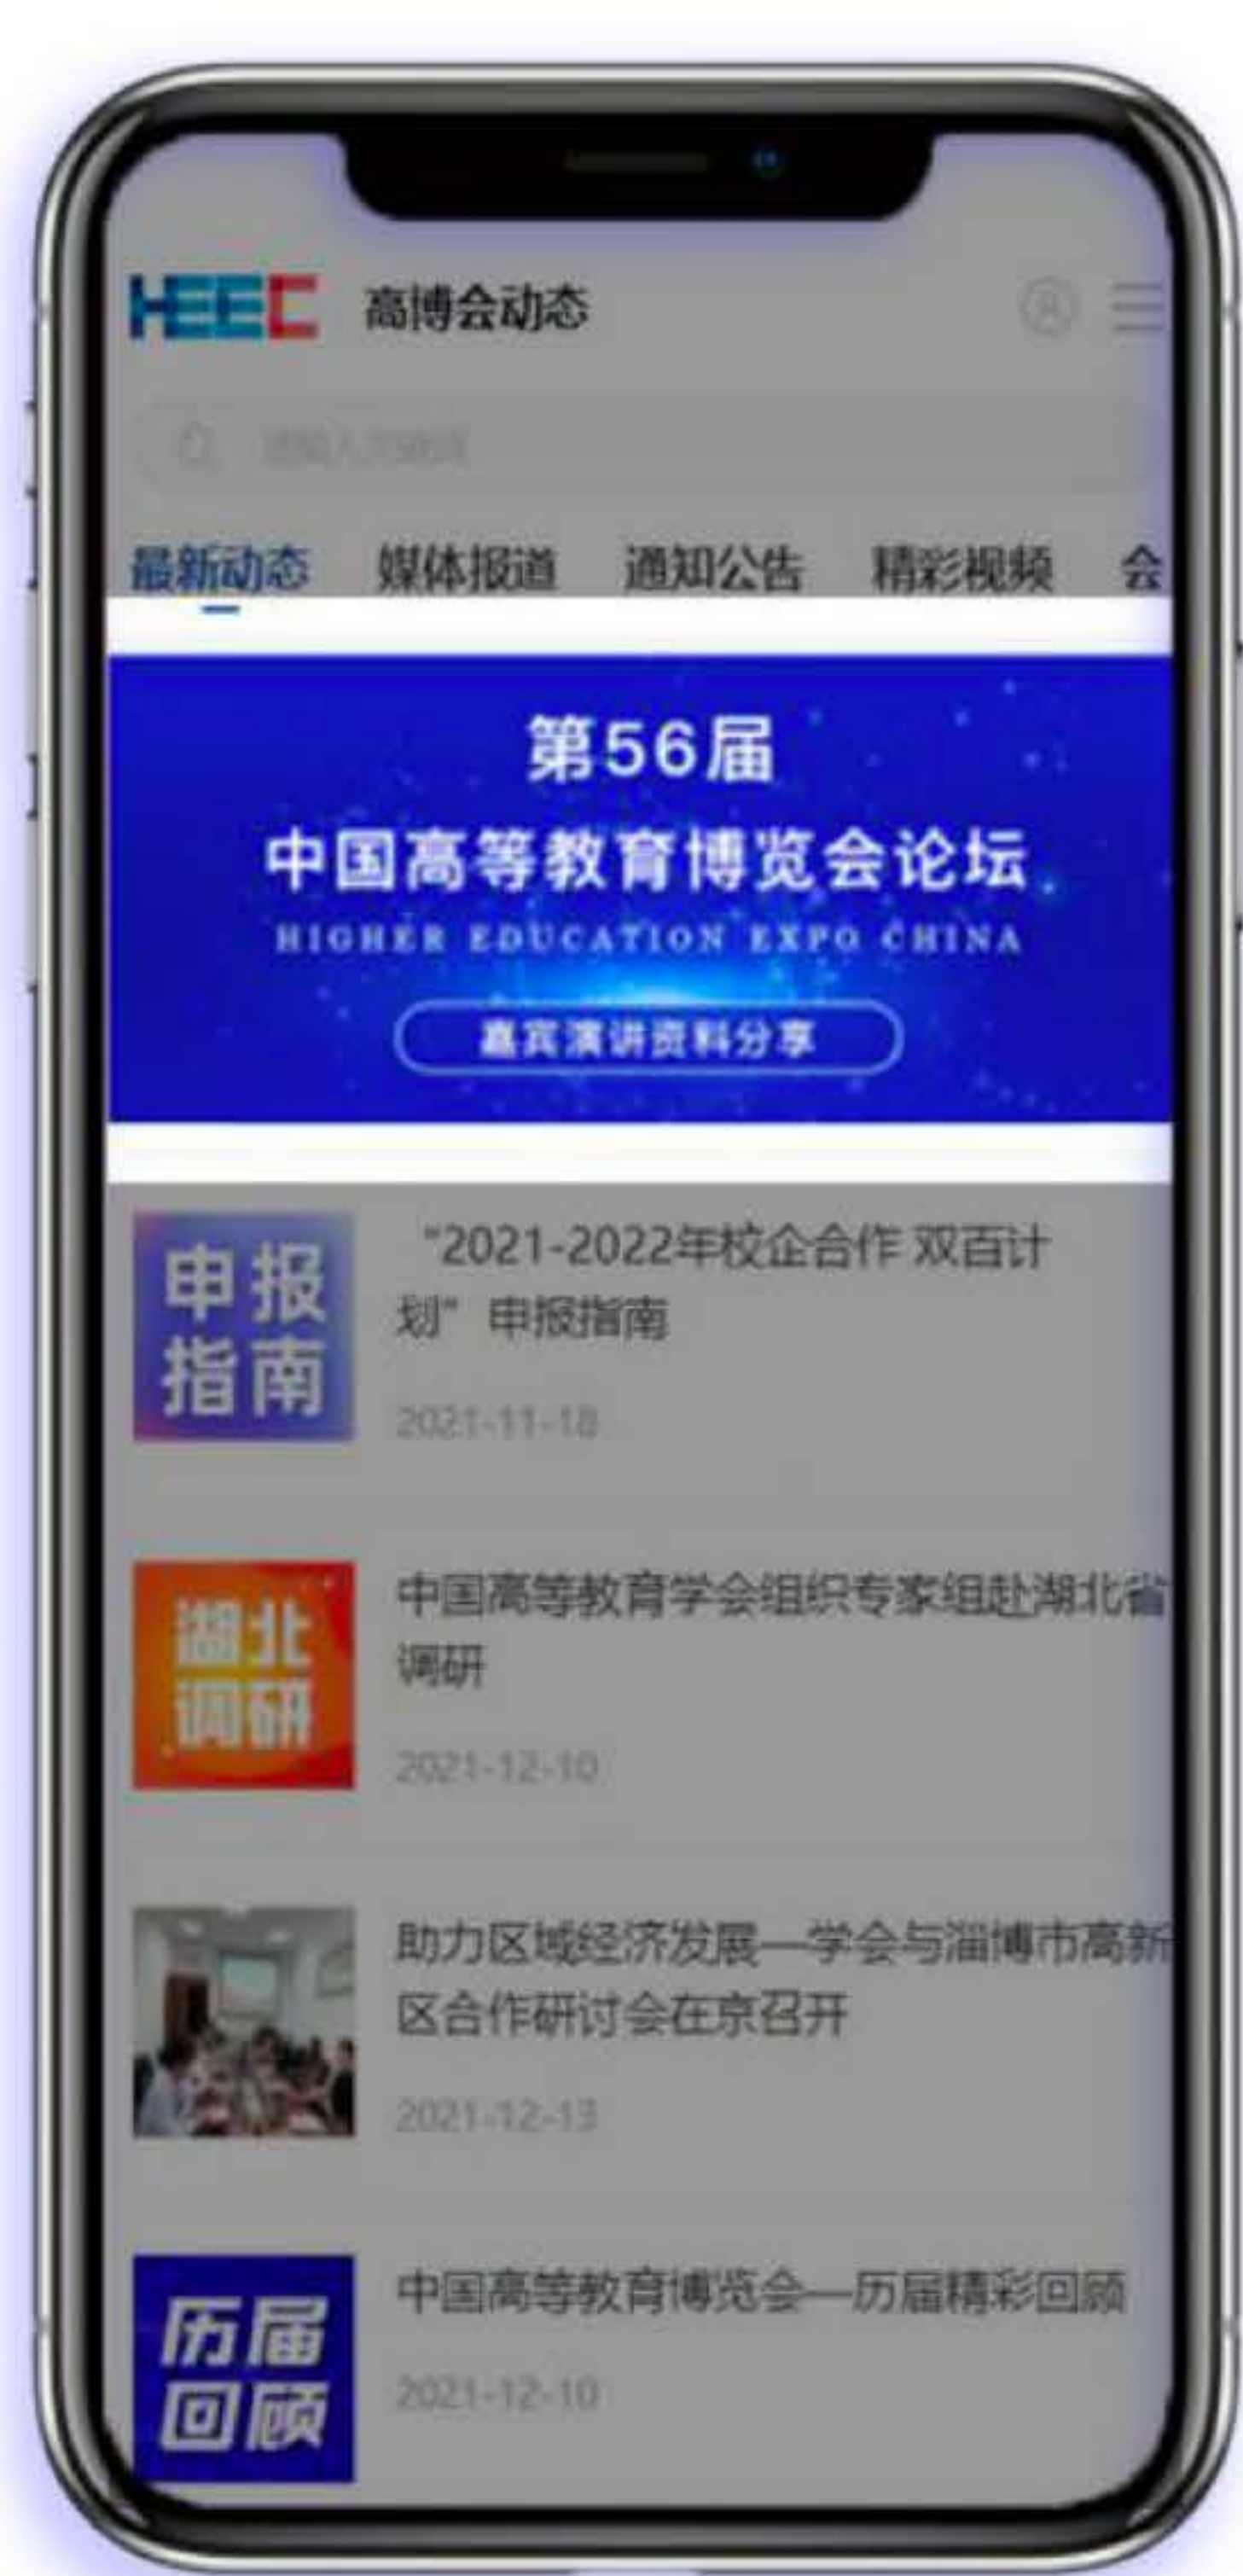 HEEC 高博会动态
最新动态 媒体报道 通知公告 精彩视频 会
第56届
中国高等教育博览会论坛
HIGHER EDUCATION EXPO CHINA
嘉宾演讲资料分享
申报
指南
“2021-2022年校企合作 双百计
划” 申报指南
2021-11-18
湖北
调研
中国高等教育学会组织专家组赴湖北省
调研
2021-12-10
助力区域经济发展—学会与淄博市高新
区合作研讨会在京召开
2021-12-13
历届
回顾
中国高等教育博览会—历届精彩回顾
2021-12-10